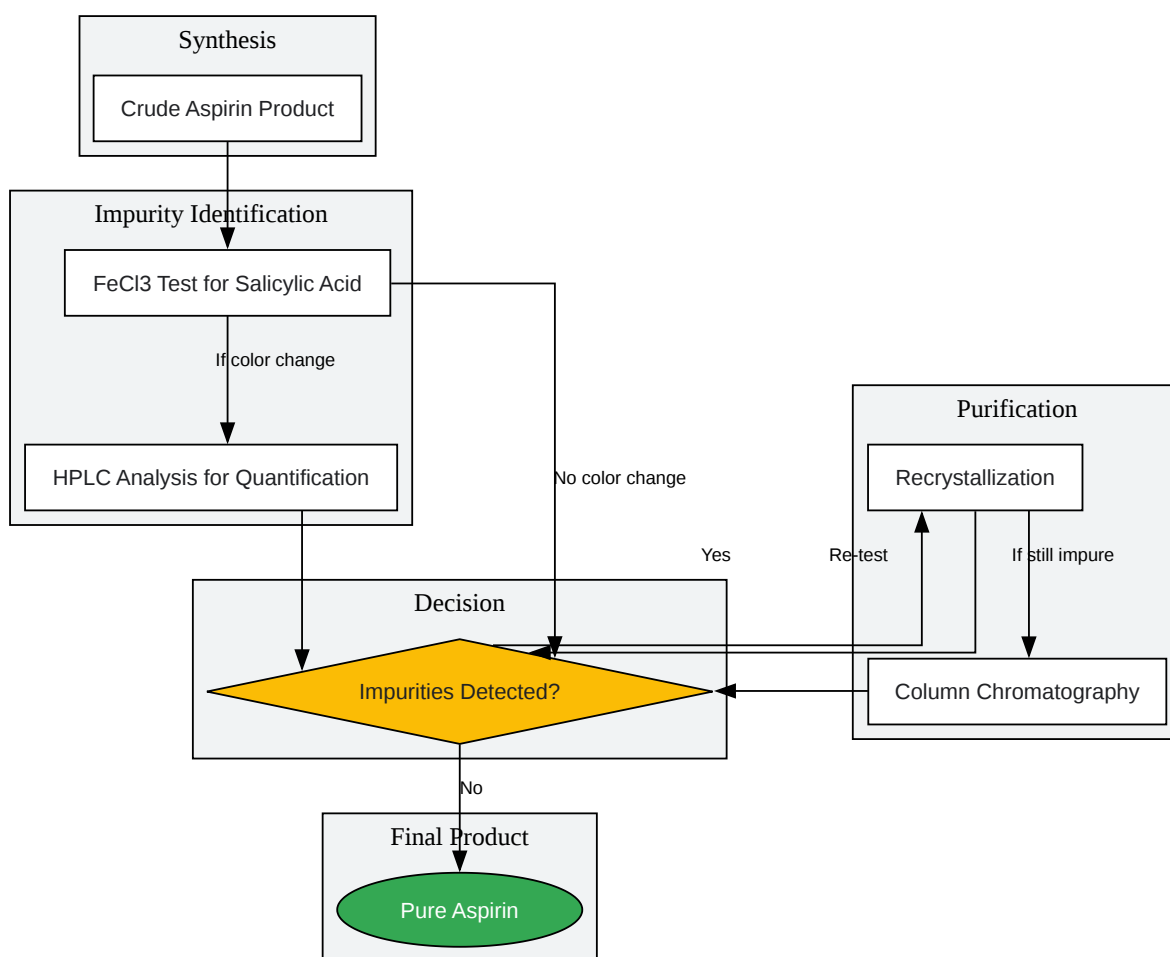 Synthesis
Crude Aspirin Product
Impurity Identification
FeCl3 Test for Salicylic Acid
If color change
HPLC Analysis for Quantification
No color change
Purification
Recrystallization
Yes
Re-test
If still impure
Decision
Impurities Detected?
Column Chromatography
No
Final Product
Pure Aspirin